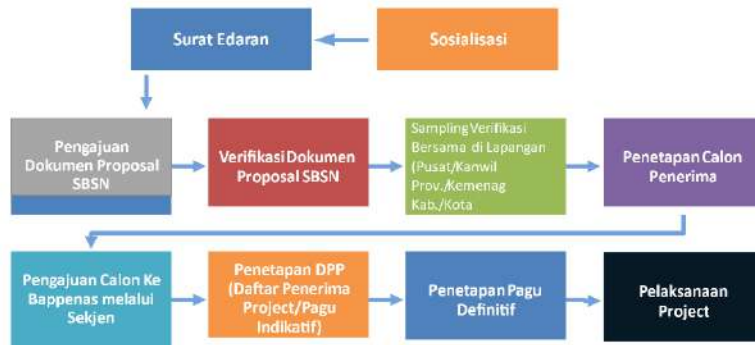 Surat Edaran
Sosialisasi
Pengajuan
Dokumen Proposal
SBSN
Verifikasi Dokumen
Proposal SBSN
Sampling Verifikasi
Bersama di Lapangan
(Pusat/Kanwil
Prov./Kemenag
Kab./Kota
Penetapan Calon
Penerima
Pengajuan Calon Ke
Bappenas melalui
Sekjen
Penetapan DPP
(Daftar Penerima
Project/Pagu
Indikatif)
Penetapan Pagu
Definitif
Pelaksanaan
Project